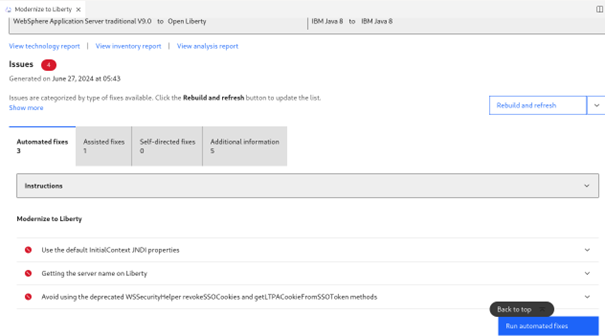 Modernize to Liberty
WebSphere Application Server traditional V9.0 to Open Liberty IBM Java 8 to IBM Java 8
View technology report | View inventory report | View analysis report
Issues 4
Generated on June 27, 2024 at 05:43
Issues are categorized by type of fixes available. Click the Rebuild and refresh button to update the list.
Show more
Rebuild and refresh
Automated fixes Assisted fixes Self-directed fixes Additional information
3 1 0 5
Instructions
Modernize to Liberty
Use the default InitialContext JNDI properties
Getting the server name on Liberty
Avoid using the deprecated WSSecurityHelper revokeSSOCookies and getLTPACookieFromSSOToken methods
Back to top
Run automated fixes